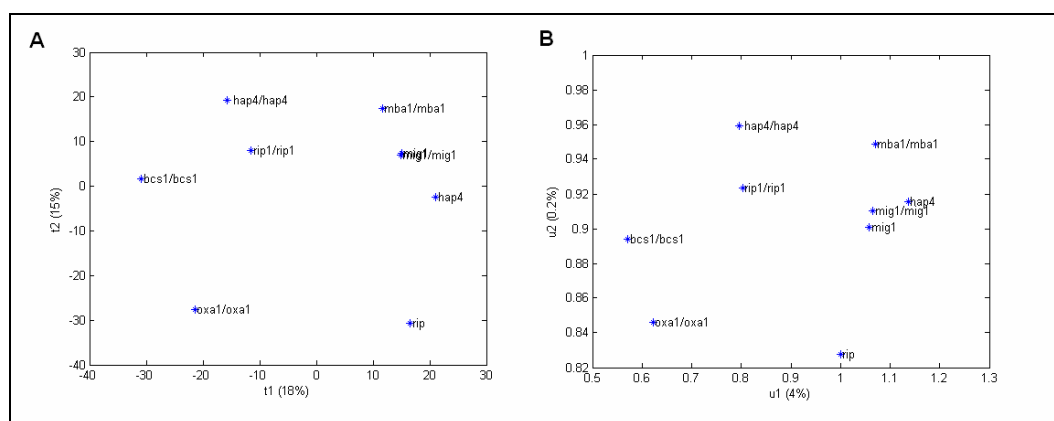 A
30
20
10
0
-10
-20
-30
-40
t2 (15%)
hap4/hap4
mba1/mba1
rip1/rip1
mig1
mig1/mig1
bcs1/bcs1
hap4
oxa1/oxa1
rip
-40 -30 -20 -10 0 10 20 30
t1 (18%)
B
1
0.98
0.96
0.94
0.92
0.9
0.88
0.86
0.84
0.82
u2 (0.2%)
hap4/hap4
mba1/mba1
rip1/rip1
hap4
mig1/mig1
mig1
bcs1/bcs1
oxa1/oxa1
rip
0.5 0.6 0.7 0.8 0.9 1 1.1 1.2 1.3
u1 (4%)